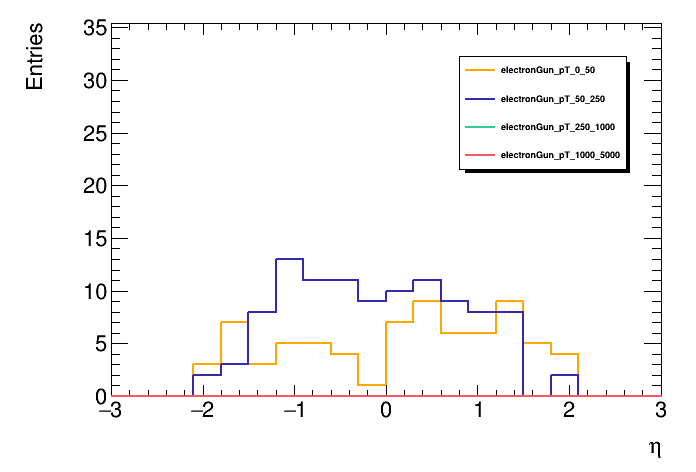 Entries
35
30
25
20
15
10
5
0
electronGun_pT_0_50
electronGun_pT_50_250
electronGun_pT_250_1000
electronGun_pT_1000_5000
−3 −2 −1 0 1 2 3
η